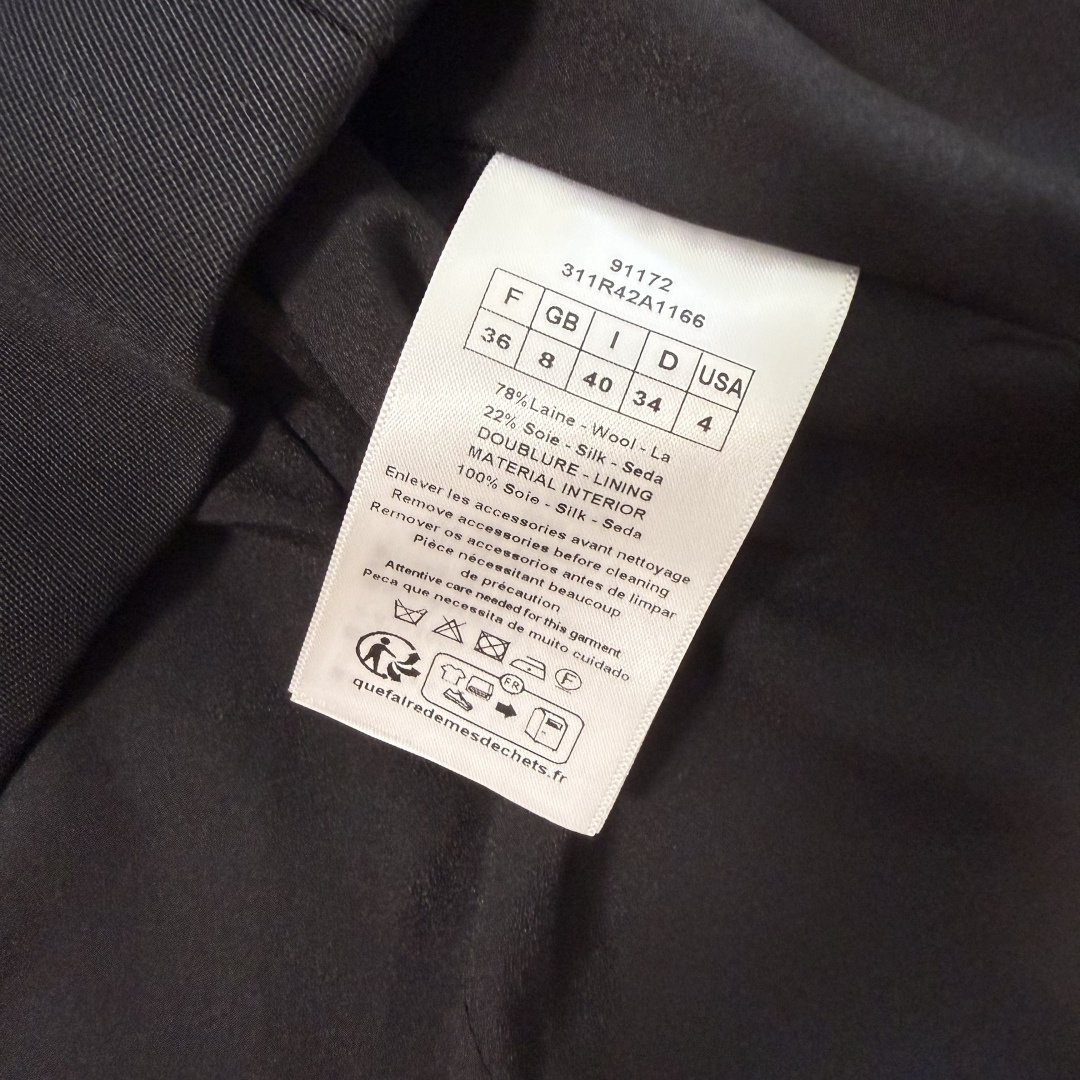 91172
311R42A1166
F GB I D USA
36 8 40 34 4
78% Laine - Wool - La
22% Soie - Silk - Seda
DOUBLURE - LINING
MATERIAL INTERIOR
100% Soie - Silk - Seda
Enlever les accessories avant nettoyage
Remove accessories before cleaning
Rernover os accessorios antes de limpar
Pièce nécessitant beaucoup
de précaution
Attentive care needed for this garment
Peca que necessita de muito cuidado
F
FR
quefairedemesdechets.fr